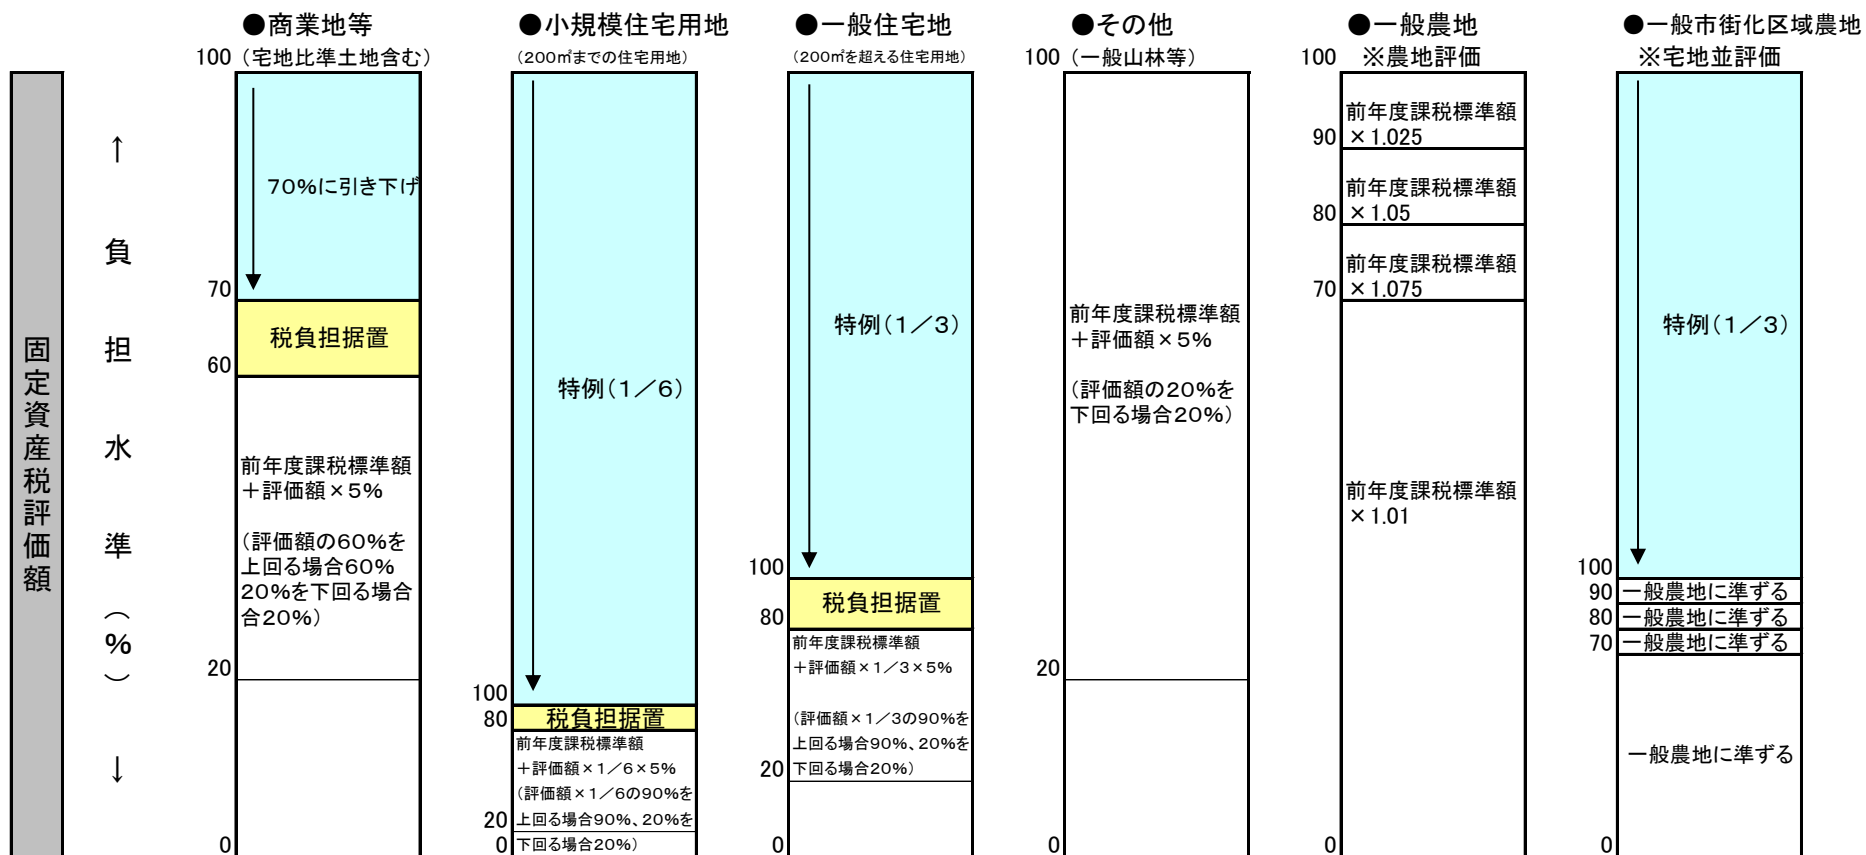 固定資産税評価額
↑
負
担
水
準
(%)
↓
●商業地等
100 (宅地比準土地含む)
70%に引き下げ
70
税負担据置
60
前年度課税標準額
+評価額×5%
(評価額の60%を
上回る場合60%
20%を下回る場合
合20%)
20
0
●小規模住宅用地
(200㎡までの住宅用地)
特例(1/6)
100
80 税負担据置
前年度課税標準額
+評価額×1/6×5%
(評価額×1/6の90%を
20 上回る場合90%、20%を
0 下回る場合20%)
●一般住宅地
(200㎡を超える住宅用地)
特例(1/3)
100
税負担据置
80
前年度課税標準額
+評価額×1/3×5%
(評価額×1/3の90%を
上回る場合90%、20%を
20 下回る場合20%)
0
●その他
100 (一般山林等)
前年度課税標準額
+評価額×5%
(評価額の20%を
下回る場合20%)
20
0
●一般農地
100 ※農地評価
前年度課税標準額
90 ×1.025
前年度課税標準額
80 ×1.05
前年度課税標準額
70 ×1.075
前年度課税標準額
×1.01
0
●一般市街化区域農地
※宅地並評価
特例(1/3)
100
90 一般農地に準ずる
80 一般農地に準ずる
70 一般農地に準ずる
一般農地に準ずる
0